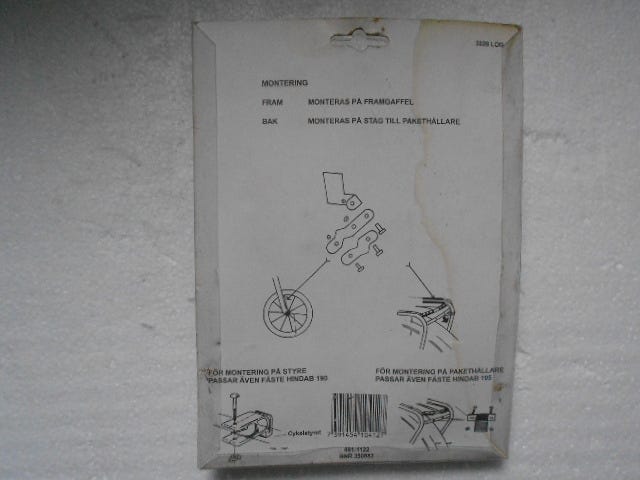 MONTERING
FRAM MONTERAS PÅ FRAMGAFFEL
BAK MONTERAS PÅ STAG TILL PAKETHÅLLARE
FÖR MONTERING PÅ STYRE
PASSAR ÄVEN FÄSTE HINDAB 190
FÖR MONTERING PÅ PAKETHÅLLARE
PASSAR ÄVEN FÄSTE HINDAB 195
Cykelstyret